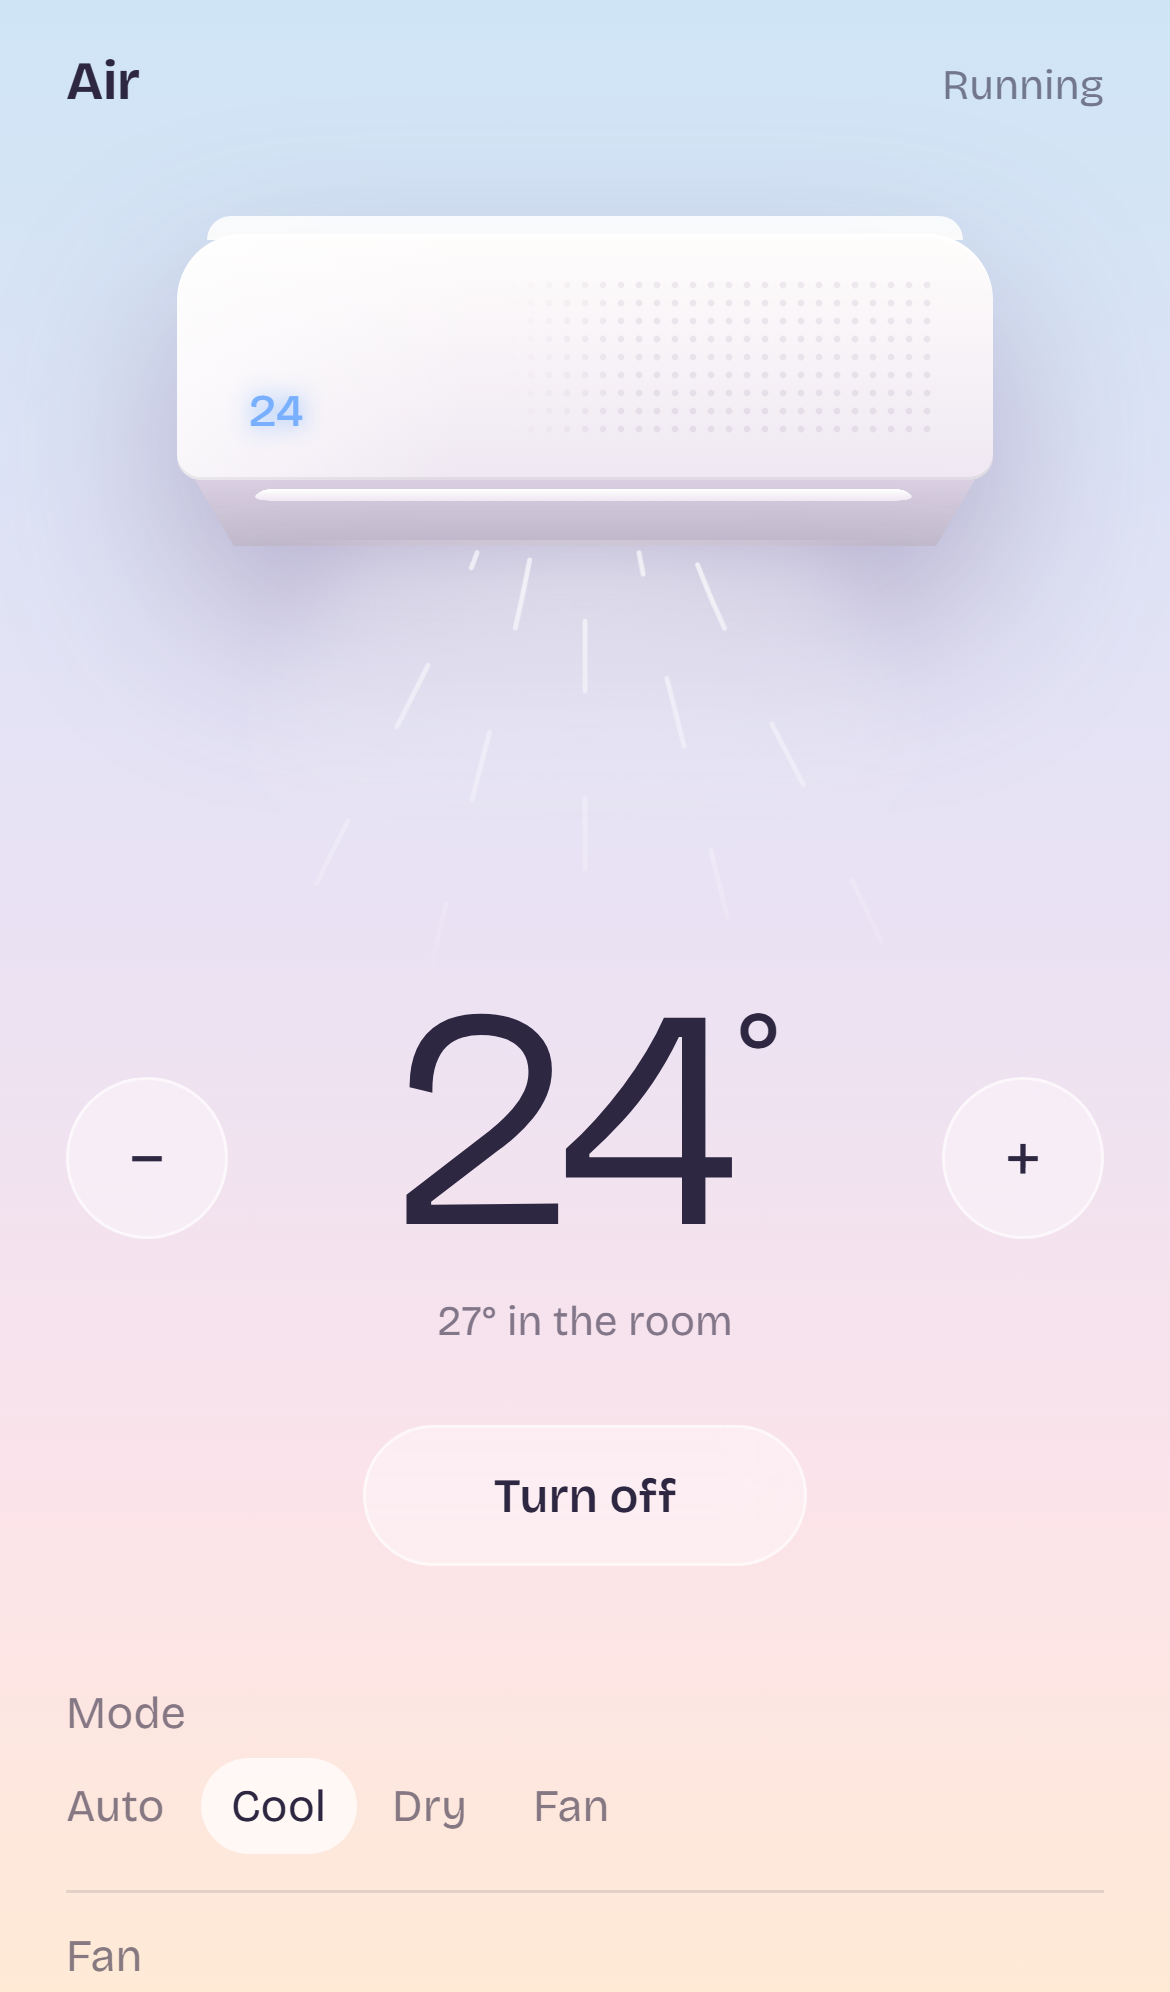 Air
Running
24
24°
−
+
27° in the room
Turn off
Mode
Auto Cool Dry Fan
Fan